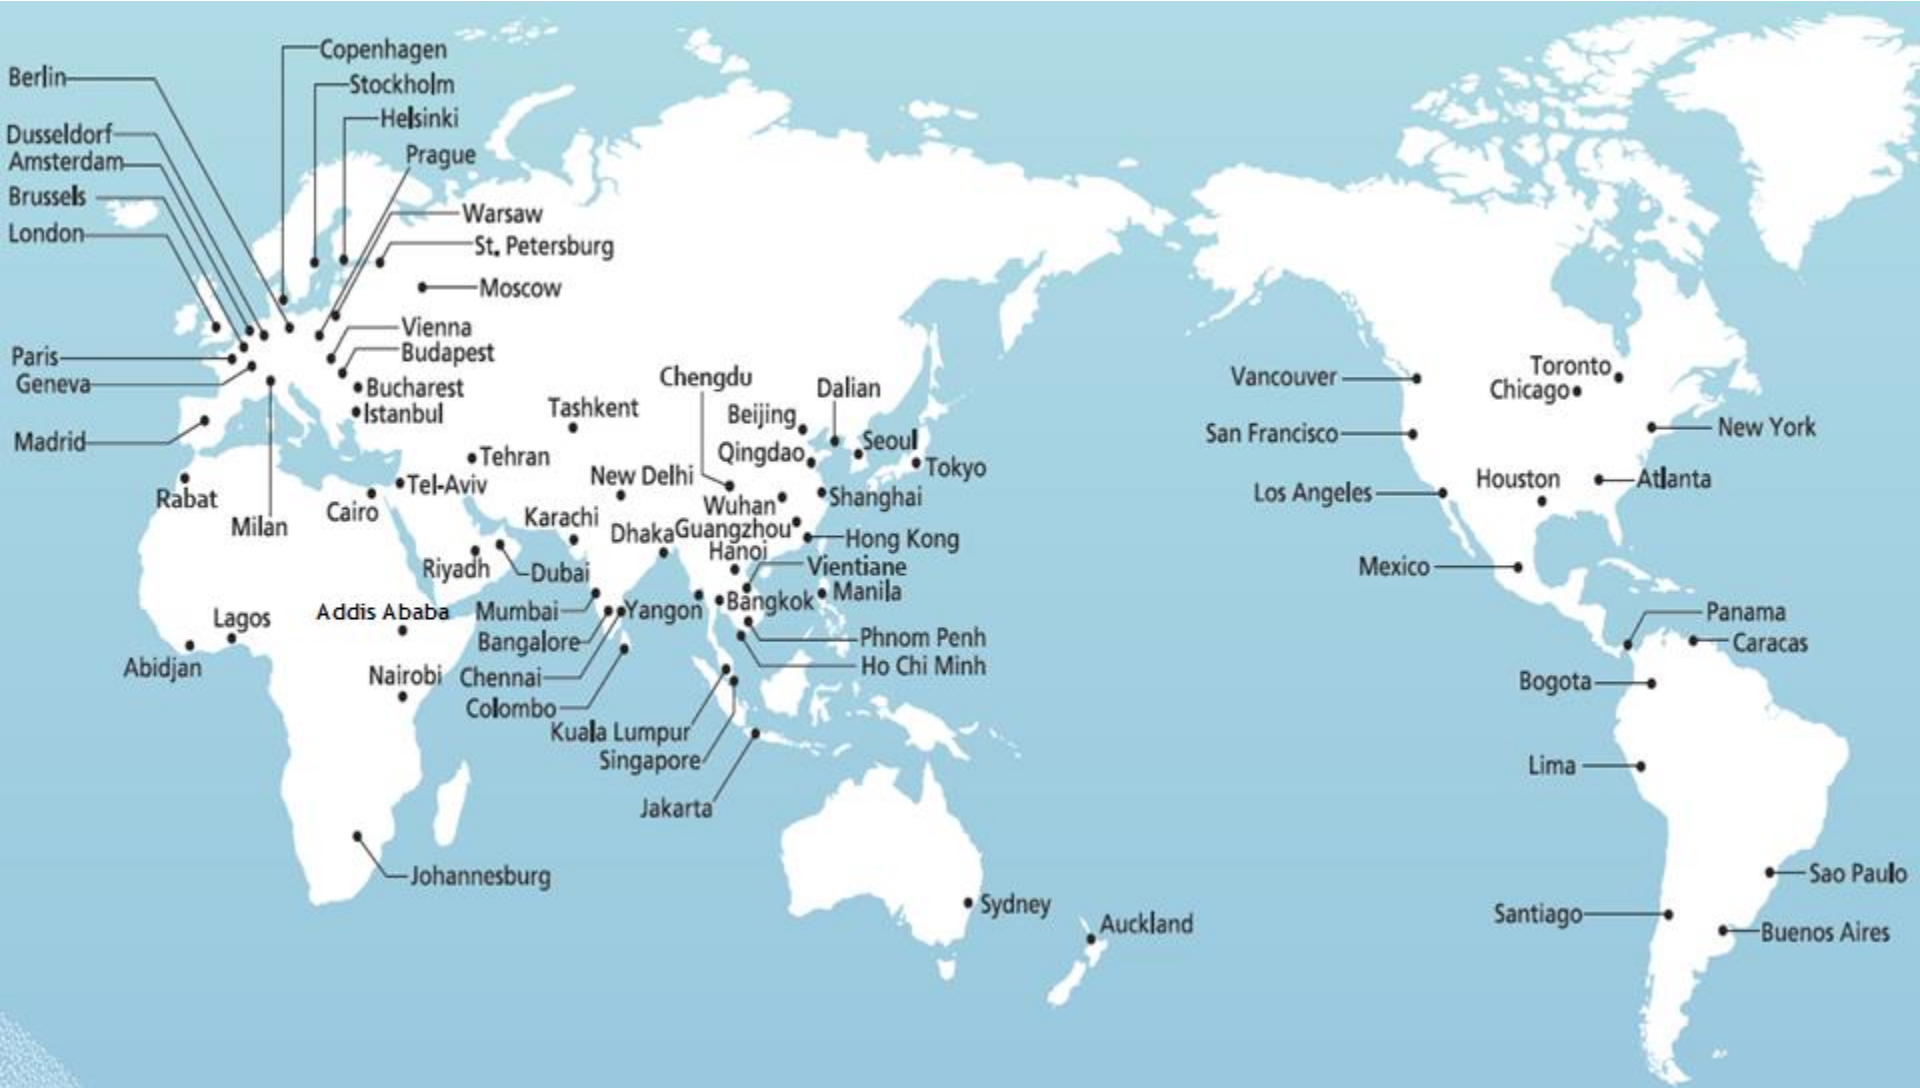 Copenhagen
Berlin
Stockholm
Helsinki
Dusseldorf
Prague
Amsterdam
Brussels
Warsaw
London
St. Petersburg
Moscow
Vienna
Paris
Budapest
Geneva
Bucharest
Istanbul
Madrid
Rabat
Milan
Cairo
Tel-Aviv
Tehran
Tashkent
New Delhi
Karachi
Dhaka
Riyadh
Dubai
Chengdu
Dalian
Beijing
Seoul
Qingdao
Tokyo
Wuhan
Shanghai
Guangzhou
Hong Kong
Hanoi
Vientiane
Manila
Bangkok
Yangon
Mumbai
Bangalore
Chennai
Colombo
Phnom Penh
Ho Chi Minh
Kuala Lumpur
Singapore
Jakarta
Lagos
Addis Ababa
Abidjan
Nairobi
Johannesburg
Sydney
Auckland
Vancouver
Toronto
Chicago
San Francisco
New York
Los Angeles
Houston
Atlanta
Mexico
Panama
Caracas
Bogota
Lima
Sao Paulo
Santiago
Buenos Aires